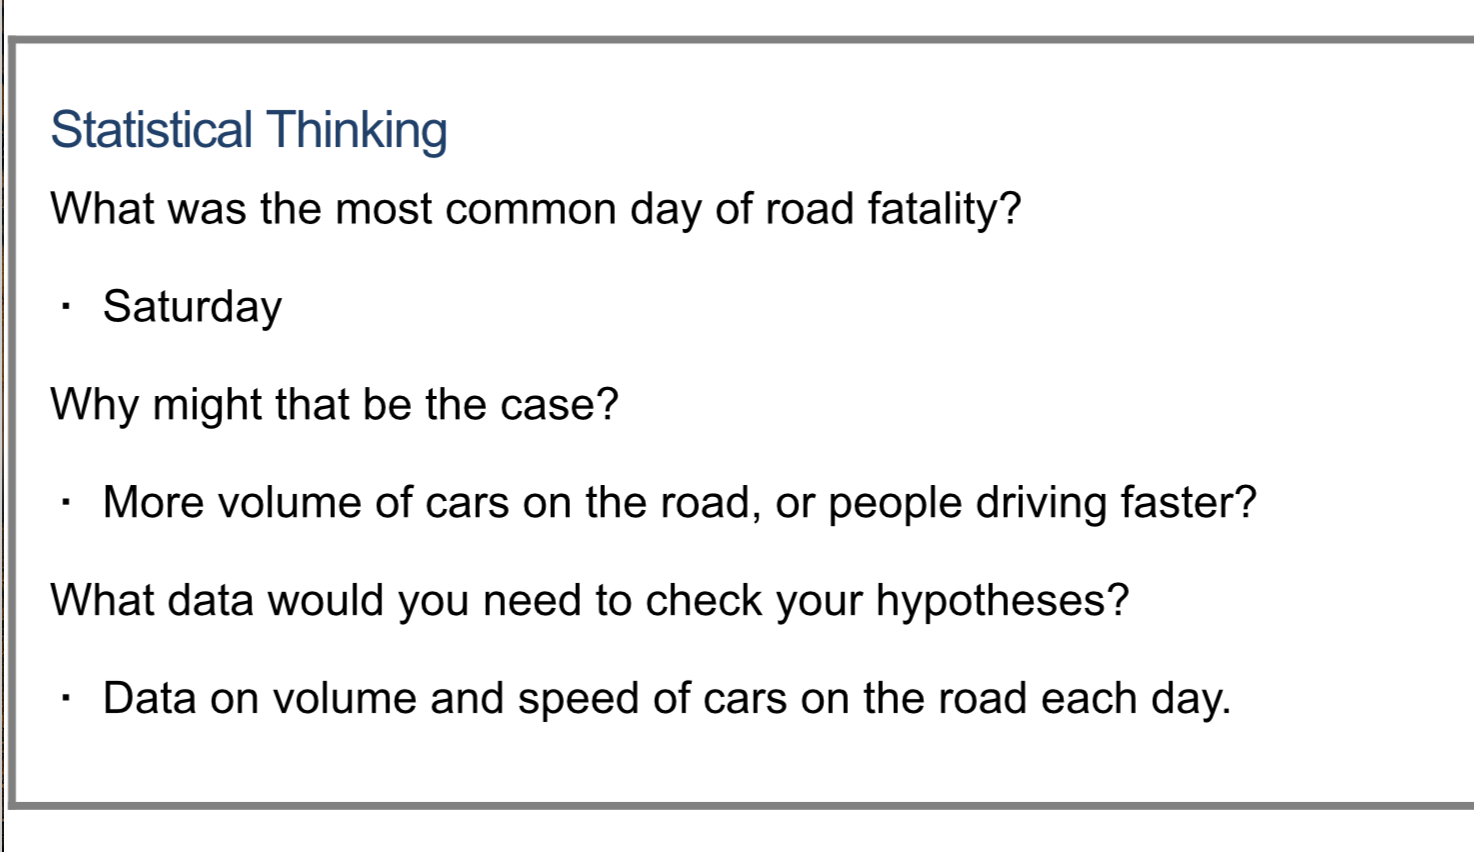 Statistical Thinking
What was the most common day of road fatality?
▪ Saturday
Why might that be the case?
▪ More volume of cars on the road, or people driving faster?
What data would you need to check your hypotheses?
▪ Data on volume and speed of cars on the road each day.